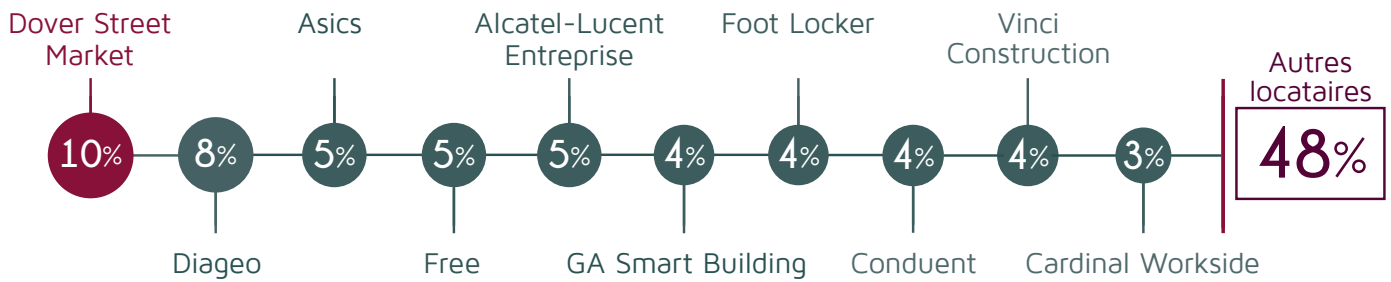 Dover Street
Market
Asics
Alcatel-Lucent
Entreprise
Foot Locker
Vinci
Construction
Autres
locataires
10%
8%
5%
5%
5%
4%
4%
4%
4%
3%
48%
Diageo
Free
GA Smart Building
Conduent
Cardinal Workside